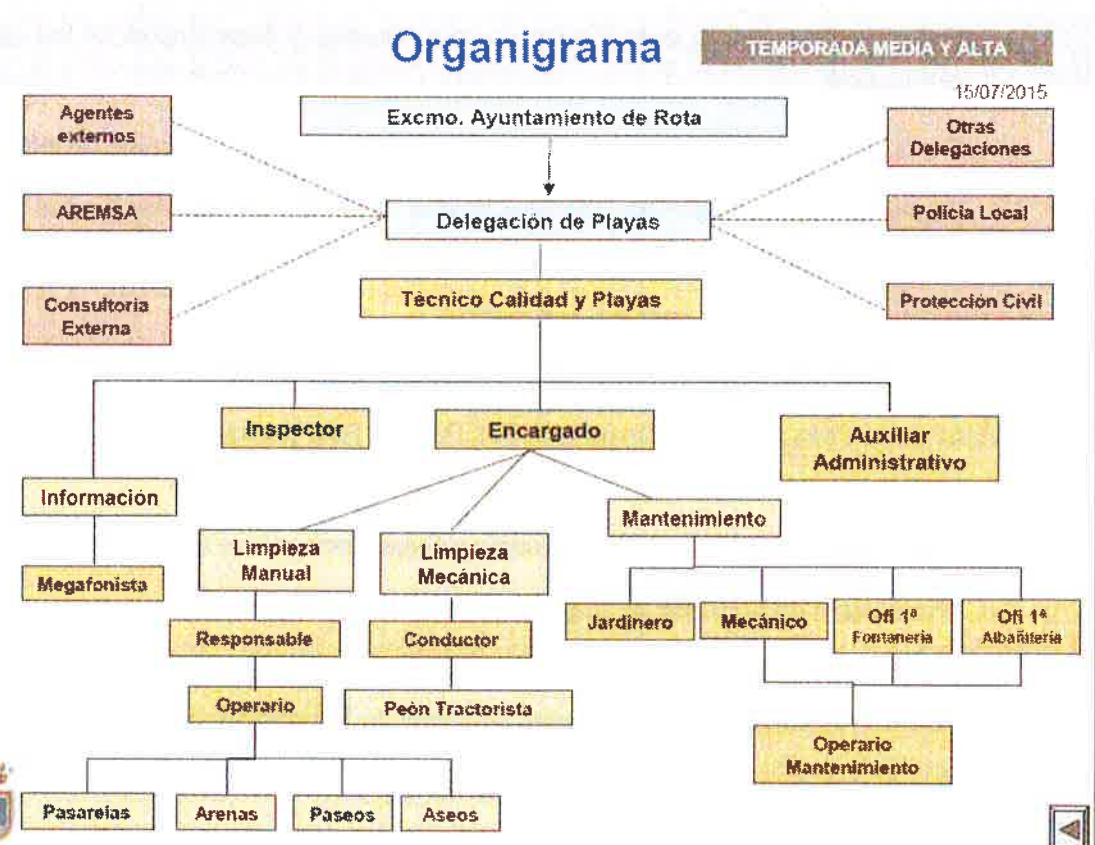 Organigrama
TEMPORADA MEDIA Y ALTA
15/07/2015
Agentes
externos
Excmo. Ayuntamiento de Rota
Otras
Delegaciones
AREMSA
Delegación de Playas
Policía Local
Consultoría
Externa
Técnico Calidad y Playas
Protección Civil
Inspector
Encargado
Auxiliar
Administrativo
Información
Mantenimiento
Limpieza
Manual
Limpieza
Mecánica
Megafonista
Jardinero
Mecánico
Ofi 1ª
Fontanería
Ofi 1ª
Albañilería
Responsable
Conductor
Operario
Peón Tractorista
Operario
Mantenimiento
Pasarelas
Arenas
Paseos
Aseos